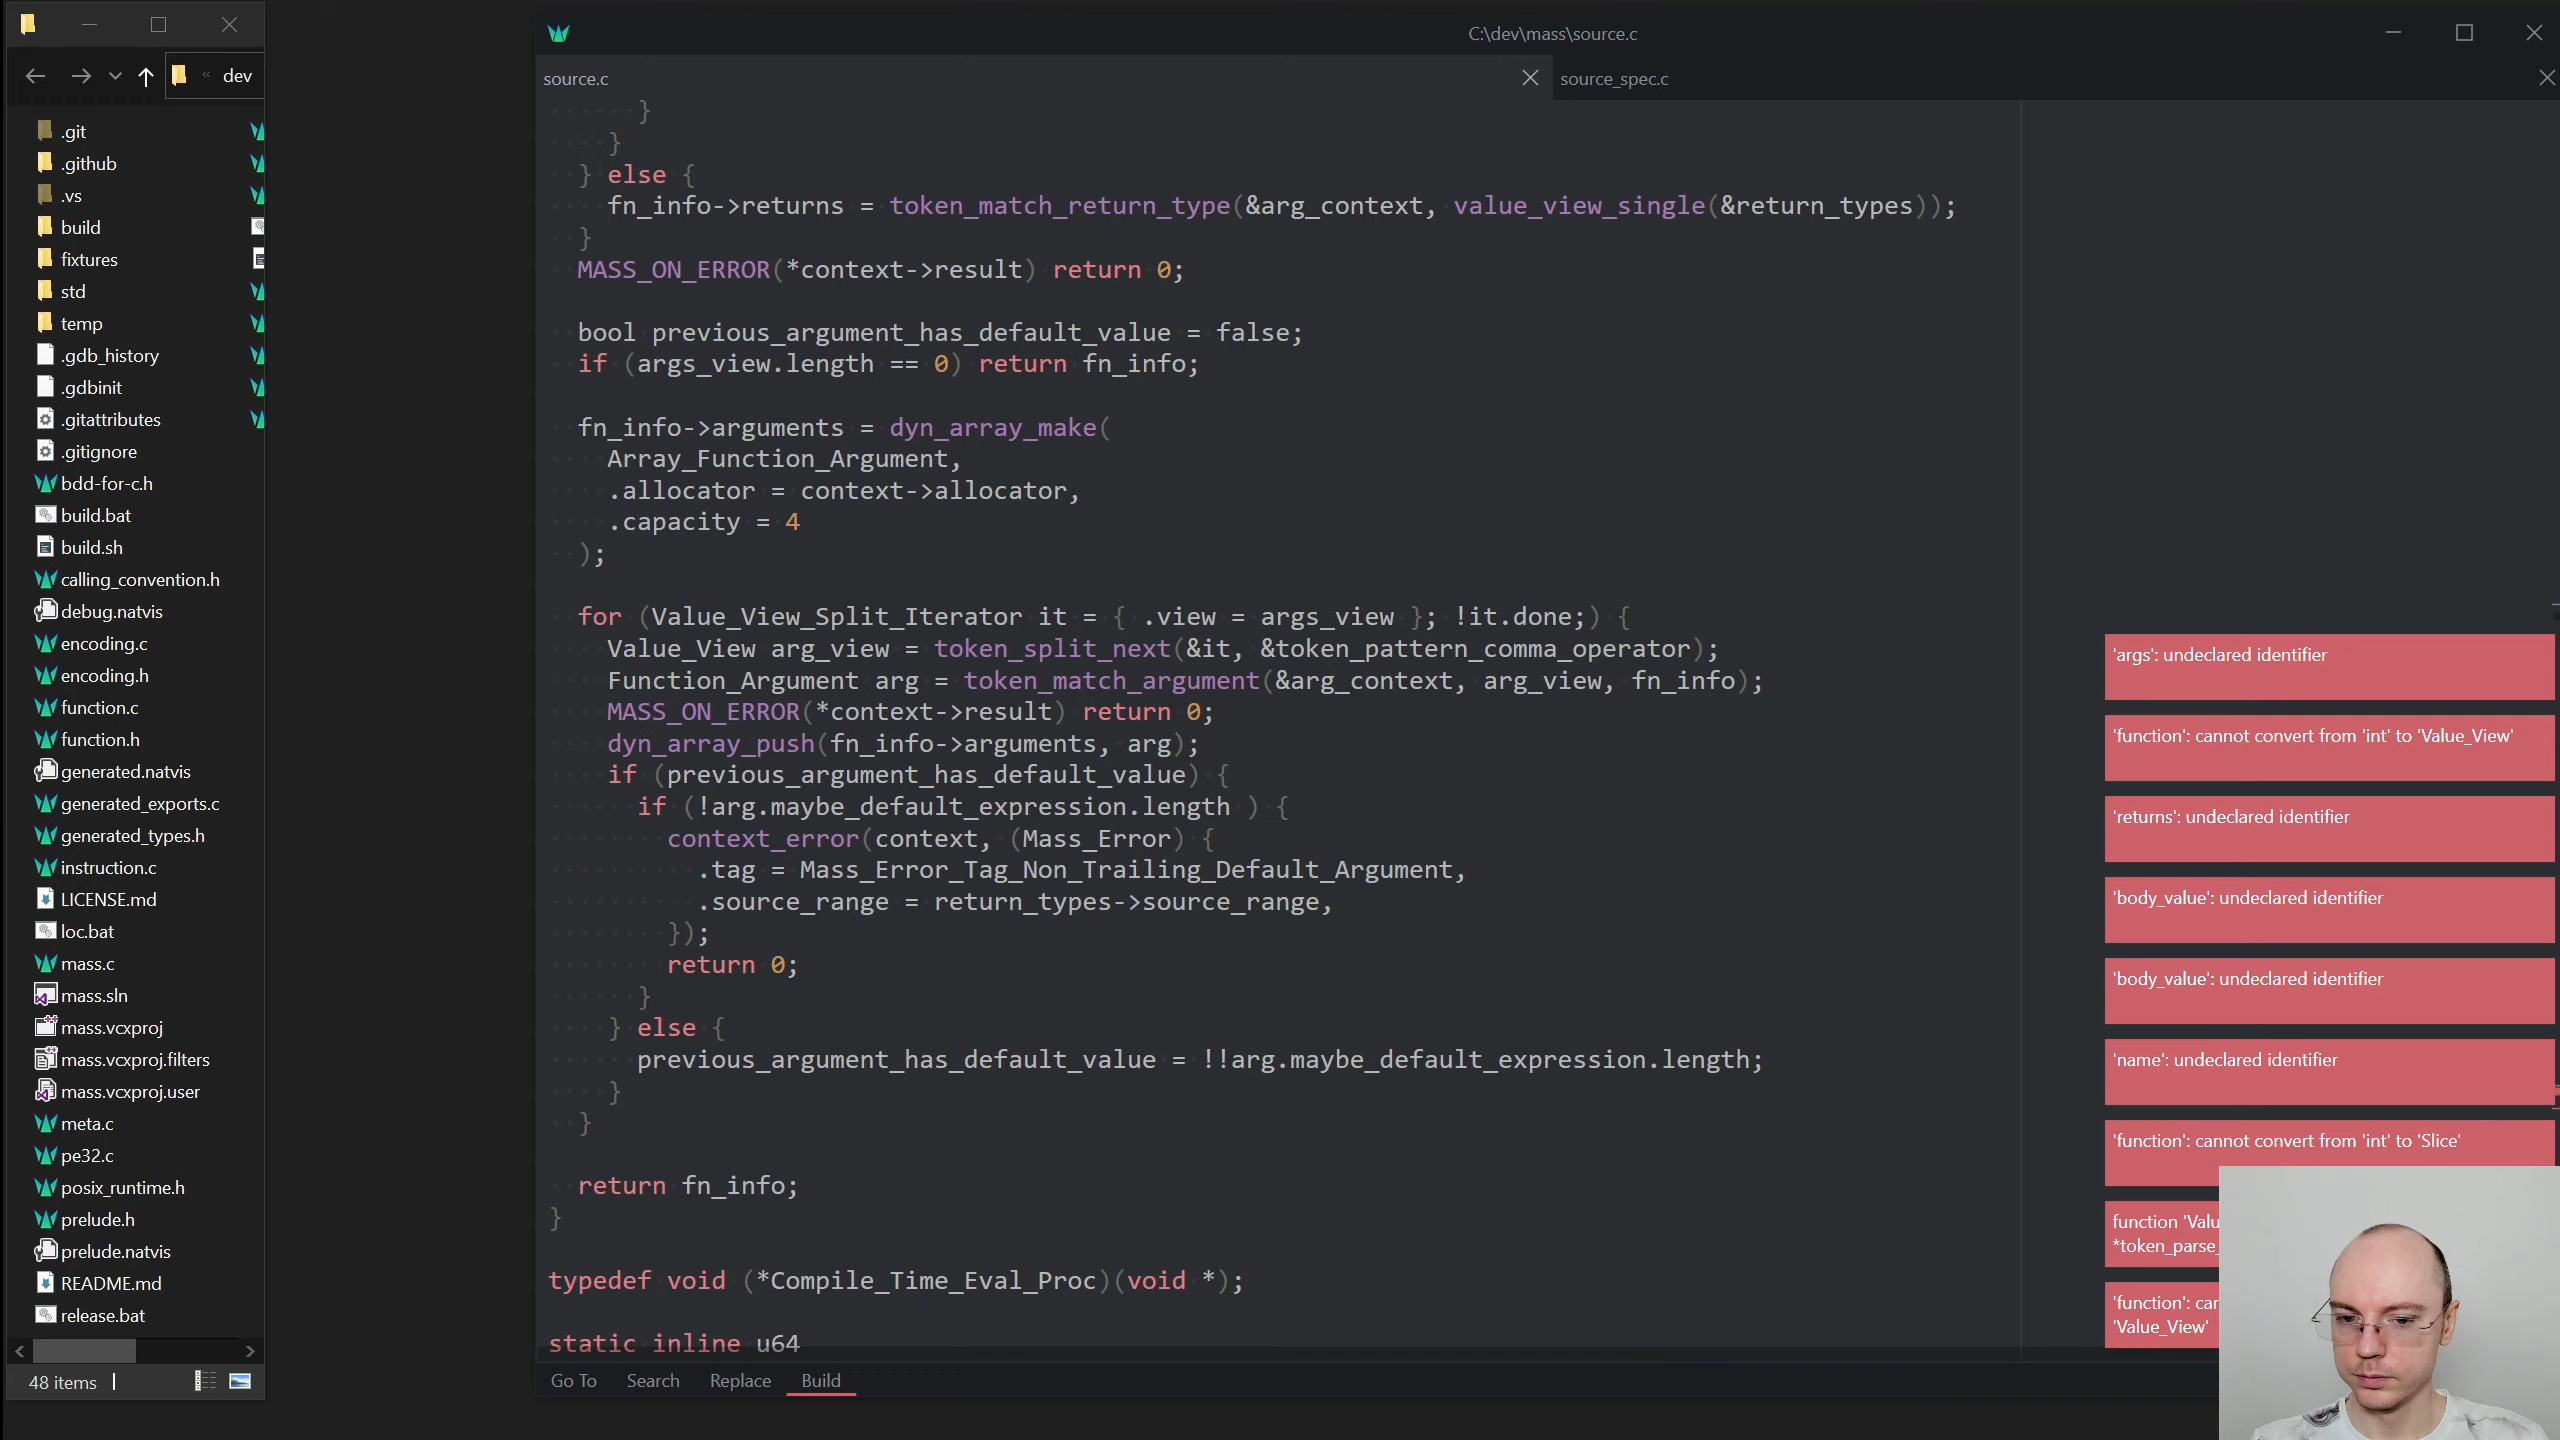 dev
.git
.github
.vs
build
fixtures
std
temp
.gdb_history
.gdbinit
.gitattributes
.gitignore
bdd-for-c.h
build.bat
build.sh
calling_convention.h
debug.natvis
encoding.c
encoding.h
function.c
function.h
generated.natvis
generated_exports.c
generated_types.h
instruction.c
LICENSE.md
loc.bat
mass.c
mass.sln
mass.vcxproj
mass.vcxproj.filters
mass.vcxproj.user
meta.c
pe32.c
posix_runtime.h
prelude.h
prelude.natvis
README.md
release.bat
48 items
C:\dev\mass\source.c
source.c
source_spec.c
}
}
} else {
fn_info->returns = token_match_return_type(&arg_context, value_view_single(&return_types));
}
MASS_ON_ERROR(*context->result) return 0;
bool previous_argument_has_default_value = false;
if (args_view.length == 0) return fn_info;
fn_info->arguments = dyn_array_make(
Array_Function_Argument,
.allocator = context->allocator,
.capacity = 4
);
for (Value_View_Split_Iterator it = { .view = args_view }; !it.done;) {
Value_View arg_view = token_split_next(&it, &token_pattern_comma_operator);
Function_Argument arg = token_match_argument(&arg_context, arg_view, fn_info);
MASS_ON_ERROR(*context->result) return 0;
dyn_array_push(fn_info->arguments, arg);
if (previous_argument_has_default_value) {
if (!arg.maybe_default_expression.length ) {
context_error(context, (Mass_Error) {
.tag = Mass_Error_Tag_Non_Trailing_Default_Argument,
.source_range = return_types->source_range,
});
return 0;
}
} else {
previous_argument_has_default_value = !!arg.maybe_default_expression.length;
}
}
return fn_info;
}
typedef void (*Compile_Time_Eval_Proc)(void *);
static inline u64
'args': undeclared identifier
'function': cannot convert from 'int' to 'Value_View'
'returns': undeclared identifier
'body_value': undeclared identifier
'body_value': undeclared identifier
'name': undeclared identifier
'function': cannot convert from 'int' to 'Slice'
function 'Valu
*token_parse_
'function': car
'Value_View'
Go To
Search
Replace
Build